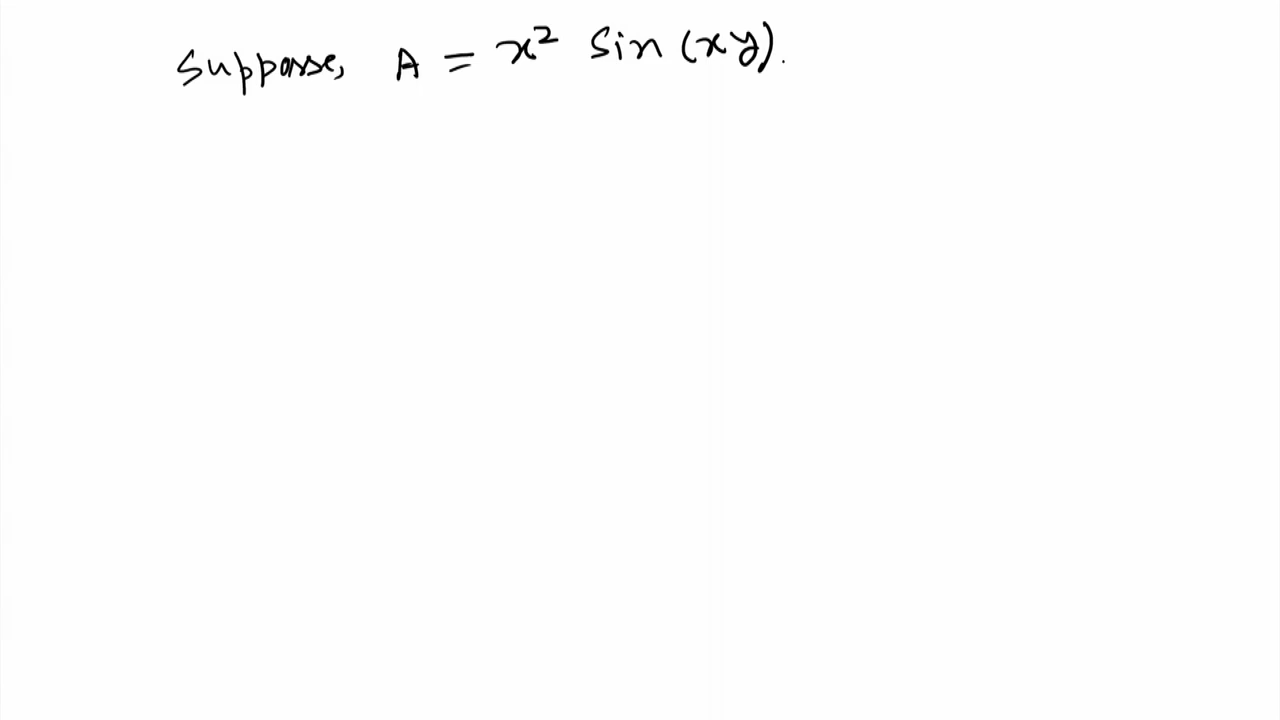 Suppose, A = x² Sin (xy).